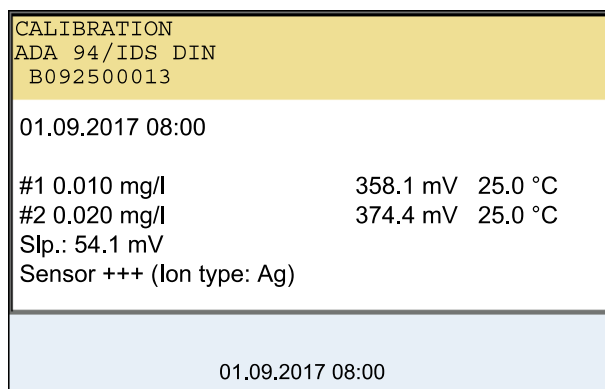 CALIBRATION
ADA 94/IDS DIN
B092500013
01.09.2017 08:00
#1 0.010 mg/l 358.1 mV 25.0 °C
#2 0.020 mg/l 374.4 mV 25.0 °C
Slp.: 54.1 mV
Sensor +++ (Ion type: Ag)
01.09.2017 08:00